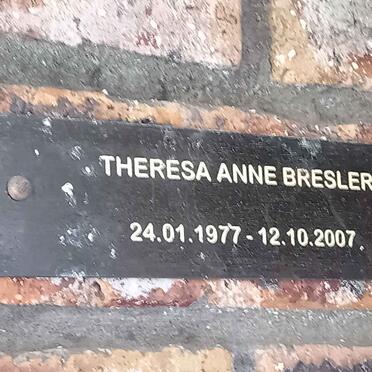 THERESA ANNE BRESLER
24.01.1977 - 12.10.2007